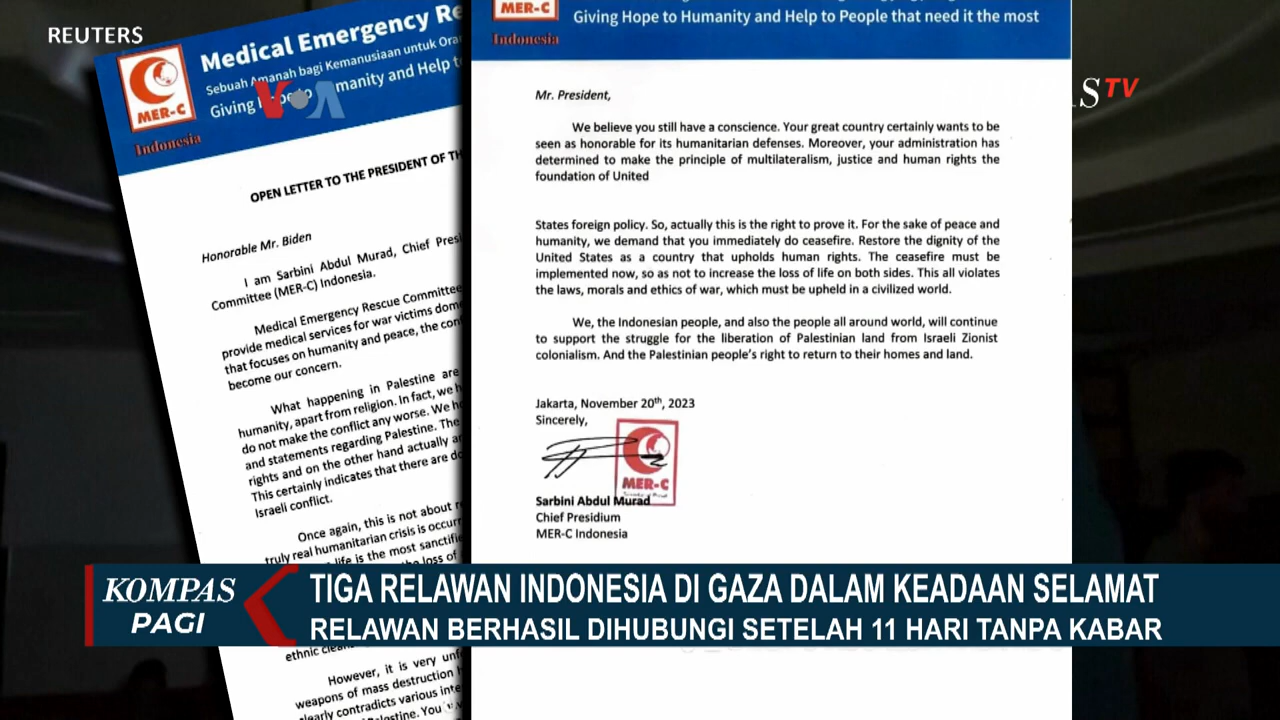 REUTERS
MER-C
Indonesia
Medical Emergency Re
Sebuah Amanah bagi Kemanusiaan untuk Oran
Giving Hope to manity and Help to
VOA
OPEN LETTER TO THE PRESIDENT OF TH
Honorable Mr. Biden
I am Sarbini Abdul Murad, Chief Presi
Committee (MER-C) Indonesia.
Medical Emergency Rescue Committee
provide medical services for war victims dome
that focuses on humanity and peace, the con
become our concern.
What happening in Palestine are
humanity, apart from religion. In fact, we h
do not make the conflict any worse. We ho
and statements regarding Palestine. The
rights and on the other hand actually a
This certainly indicates that there are do
Israeli conflict.
Once again, this is not about r
truly real humanitarian crisis is occurr
life is the most sanctifie
the loss of
ethnic clean
However, it is very unf
weapons of mass destruction
clearly contradicts various inte
Palestine. You
MER-C
Indonesia
Giving Hope to Humanity and Help to People that need it the most
Mr. President,
We believe you still have a conscience. Your great country certainly wants to be
seen as honorable for its humanitarian defenses. Moreover, your administration has
determined to make the principle of multilateralism, justice and human rights the
foundation of United
States foreign policy. So, actually this is the right to prove it. For the sake of peace and
humanity, we demand that you immediately do ceasefire. Restore the dignity of the
United States as a country that upholds human rights. The ceasefire must be
implemented now, so as not to increase the loss of life on both sides. This all violates
the laws, morals and ethics of war, which must be upheld in a civilized world.
We, the Indonesian people, and also the people all around world, will continue
to support the struggle for the liberation of Palestinian land from Israeli Zionist
colonialism. And the Palestinian people's right to return to their homes and land.
Jakarta, November 20th, 2023
Sincerely,
MER-C
Sarbini Abdul Murad
Chief Presidium
MER-C Indonesia
AS TV
KOMPAS
PAGI
TIGA RELAWAN INDONESIA DI GAZA DALAM KEADAAN SELAMAT
RELAWAN BERHASIL DIHUBUNGI SETELAH 11 HARI TANPA KABAR